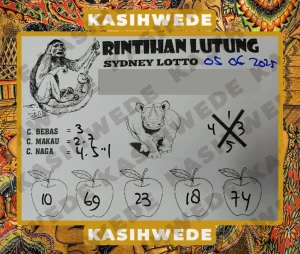 KASIHWEDE
RINTIHAN LUTUNG
SYDNEY LOTTO 05 06 2025
C. BEBAS = 3
C. MAKAU = 2.7
C. NAGA = 4.5.1
1
4 3
5
10 69 23 18 74
KASIHWEDE